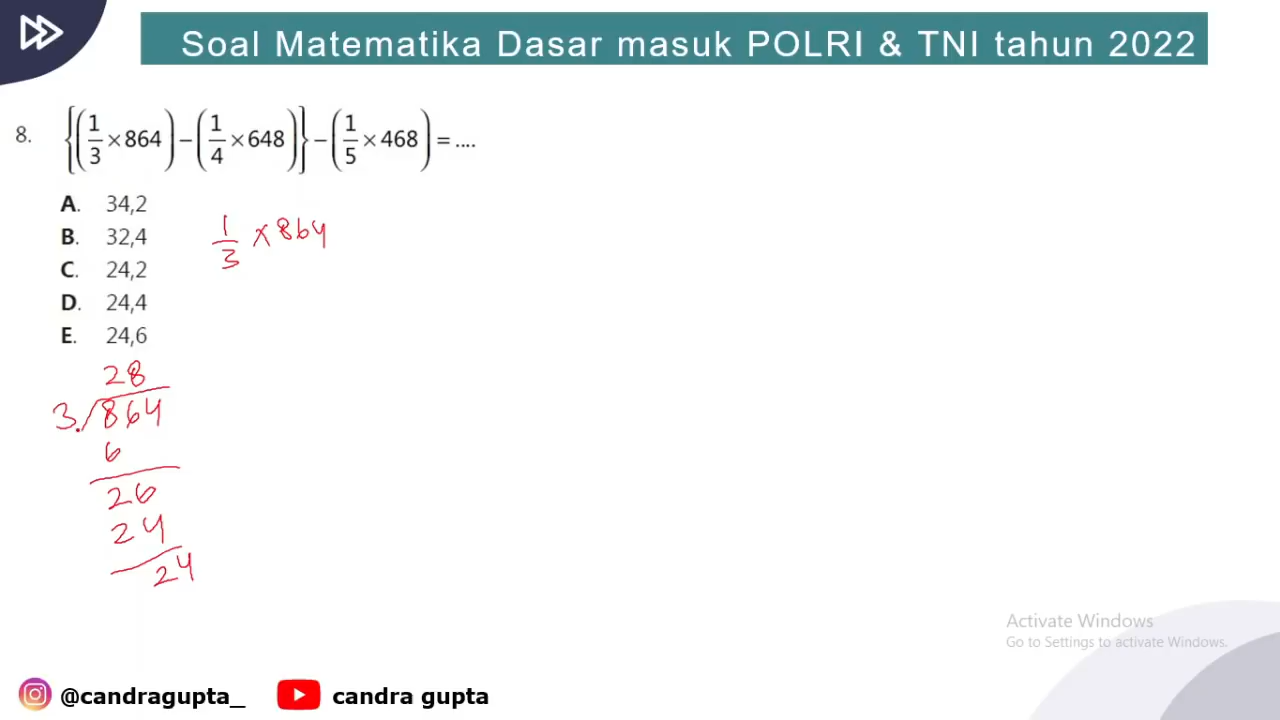 Soal Matematika Dasar masuk POLRI & TNI tahun 2022
8. {(1/3 ×864) − (1/4 ×648)} − (1/5 ×468) = ....
A. 34,2
B. 32,4
C. 24,2
D. 24,4
E. 24,6
1/3 × 864
28
3 / 864
6
26
24
24
Activate Windows
Go to Settings to activate Windows.
@candragupta_ candra gupta